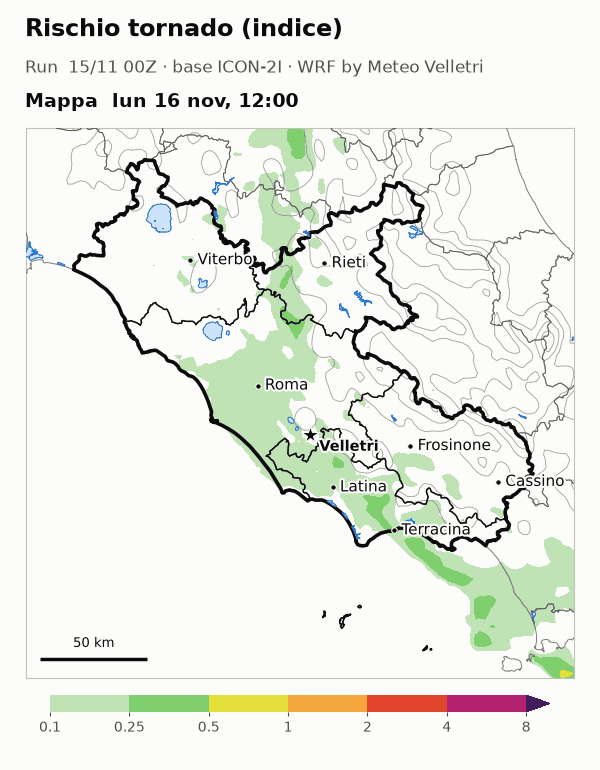 Rischio tornado (indice)
Run 15/11 00Z · base ICON-2I · WRF by Meteo Velletri
Mappa lun 16 nov, 12:00
Viterbo
Rieti
Roma
Velletri
Frosinone
Latina
Cassino
Terracina
50 km
0.1 0.25 0.5 1 2 4 8